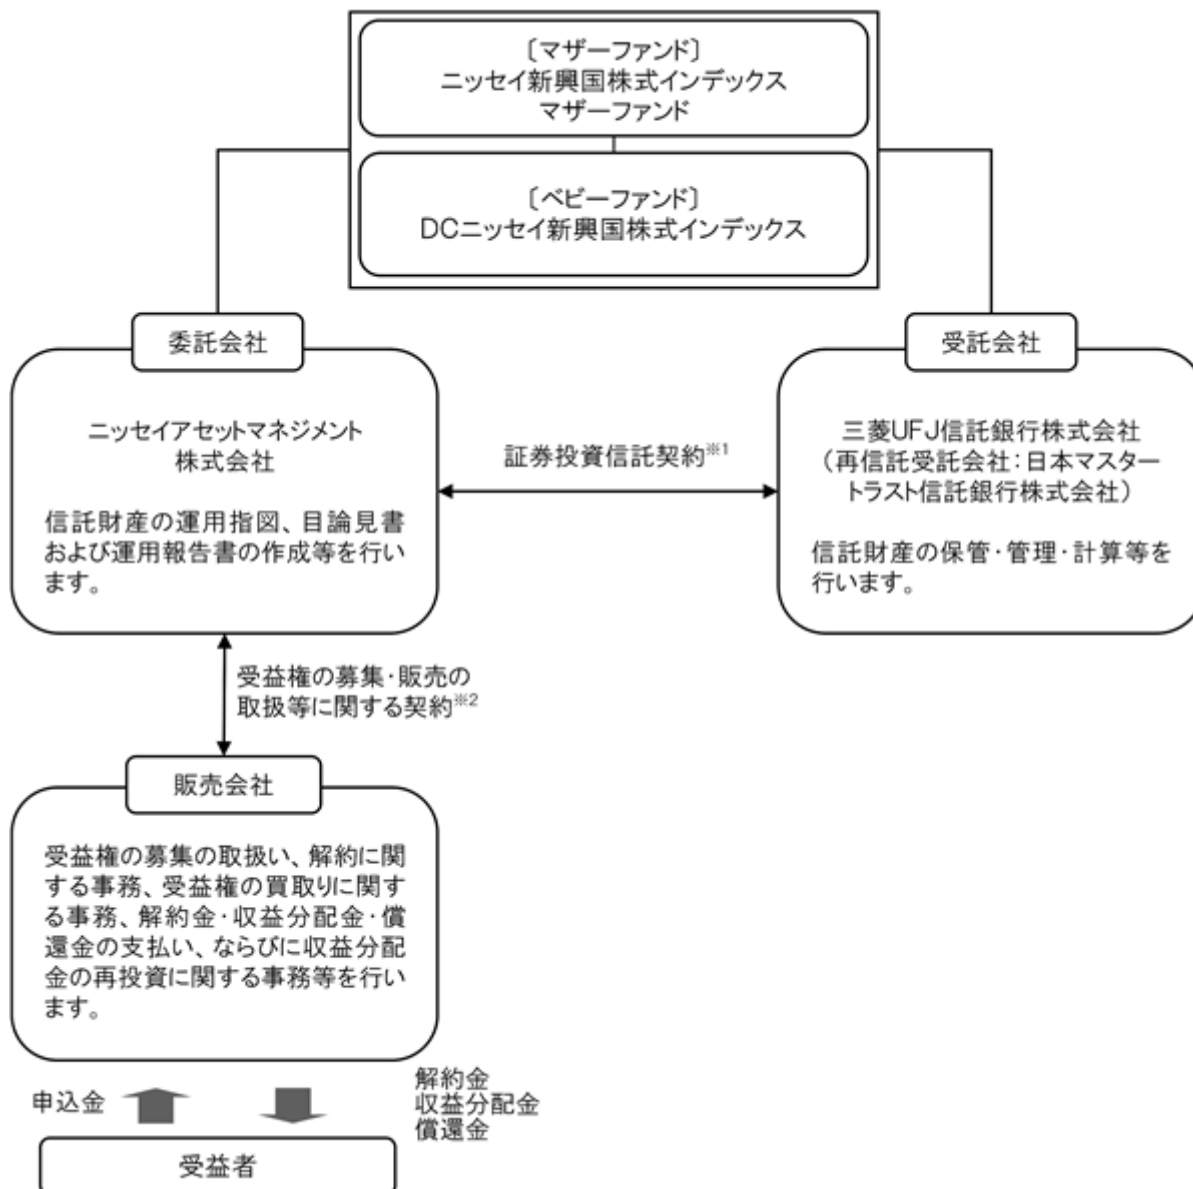 〔マザーファンド〕
ニッセイ新興国株式インデックス
マザーファンド
〔ベビーファンド〕
DCニッセイ新興国株式インデックス
委託会社
ニッセイアセットマネジメント
株式会社
信託財産の運用指図、目論見書
および運用報告書の作成等を行い
ます。
証券投資信託契約※1
受託会社
三菱UFJ信託銀行株式会社
（再信託受託会社：日本マスター
トラスト信託銀行株式会社）
信託財産の保管・管理・計算等を
行います。
受益権の募集・販売の
取扱等に関する契約※2
販売会社
受益権の募集の取扱い、解約に関
する事務、受益権の買取りに関す
る事務、解約金・収益分配金・償
還金の支払い、ならびに収益分配
金の再投資に関する事務等を行い
ます。
申込金
解約金
収益分配金
償還金
受益者